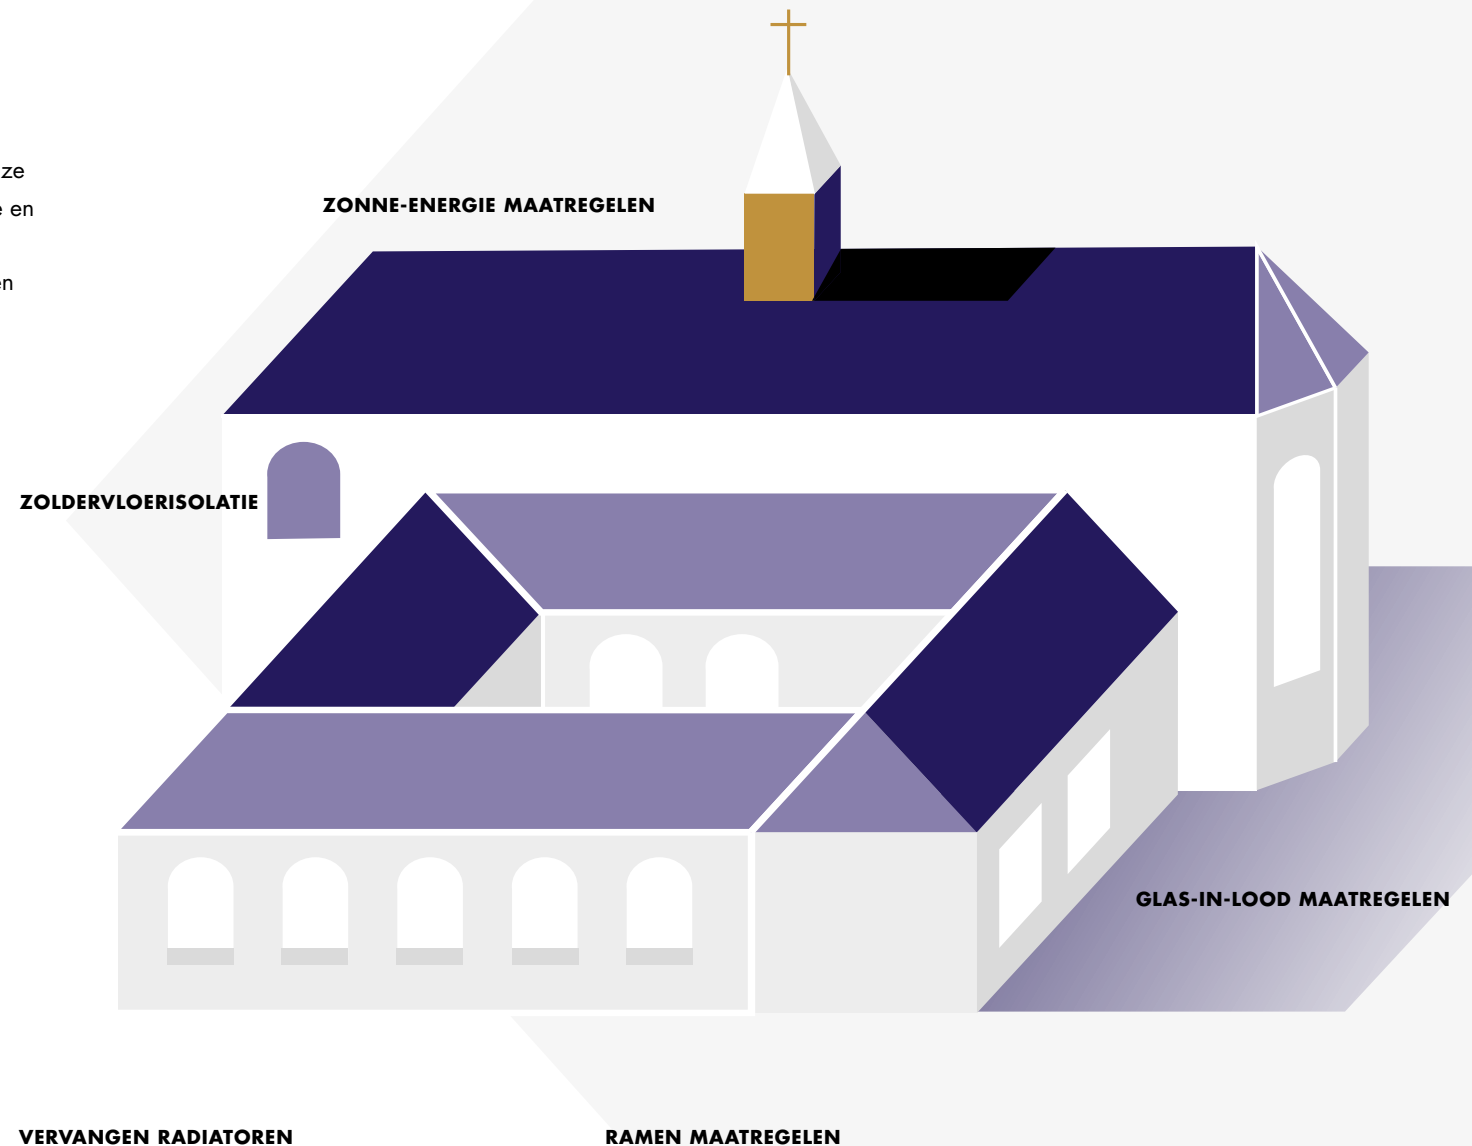 ze
en
ZONNE-ENERGIE MAATREGELEN
en
ZOLDERVLOERISOLATIE
GLAS-IN-LOOD MAATREGELEN
VERVANGEN RADIATOREN
RAMEN MAATREGELEN